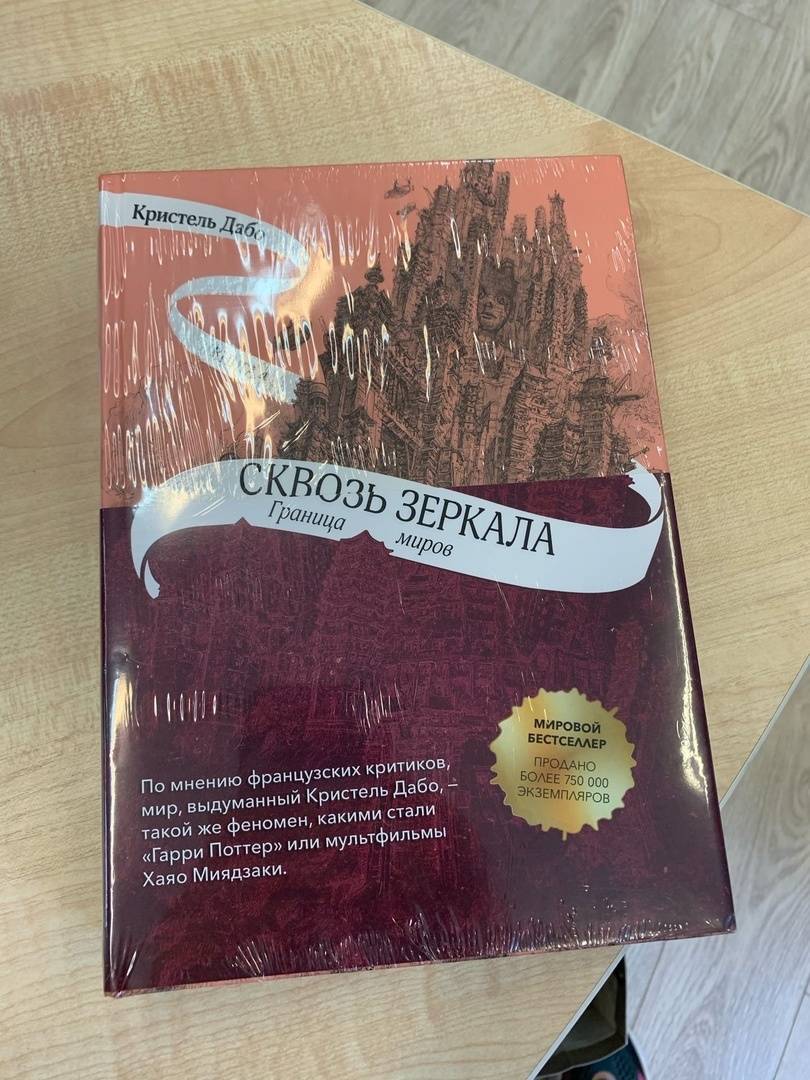 Кристель Дабо
СКВОЗЬ ЗЕРКАЛА
Граница миров
МИРОВОЙ
БЕСТСЕЛЛЕР
ПРОДАНО
БОЛЕЕ 750 000
ЭКЗЕМПЛЯРОВ
По мнению французских критиков,
мир, выдуманный Кристель Дабо, –
такой же феномен, какими стали
«Гарри Поттер» или мультфильмы
Хаяо Миядзаки.